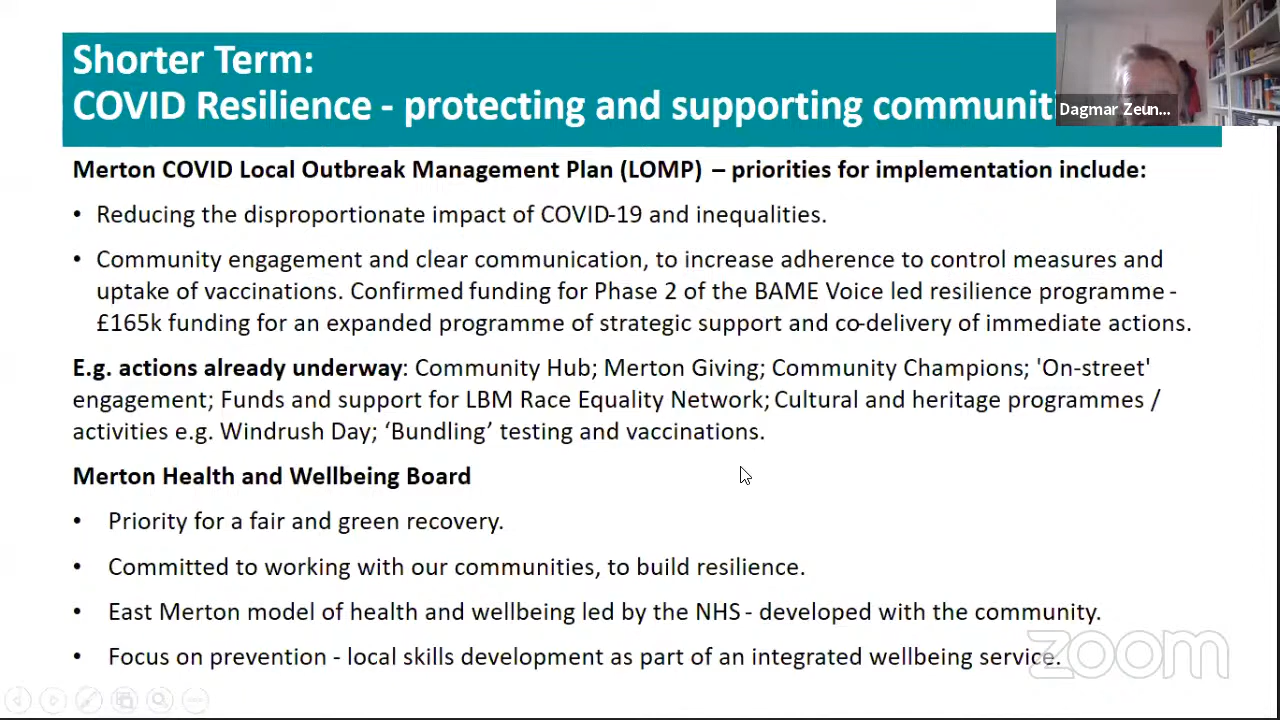 Shorter Term:
COVID Resilience - protecting and supporting communiti
Dagmar Zeun...
Merton COVID Local Outbreak Management Plan (LOMP) – priorities for implementation include:
• Reducing the disproportionate impact of COVID-19 and inequalities.
• Community engagement and clear communication, to increase adherence to control measures and
uptake of vaccinations. Confirmed funding for Phase 2 of the BAME Voice led resilience programme -
£165k funding for an expanded programme of strategic support and co-delivery of immediate actions.
E.g. actions already underway: Community Hub; Merton Giving; Community Champions; 'On-street'
engagement; Funds and support for LBM Race Equality Network; Cultural and heritage programmes /
activities e.g. Windrush Day; ‘Bundling’ testing and vaccinations.
Merton Health and Wellbeing Board
• Priority for a fair and green recovery.
• Committed to working with our communities, to build resilience.
• East Merton model of health and wellbeing led by the NHS - developed with the community.
• Focus on prevention - local skills development as part of an integrated wellbeing service.
zoom